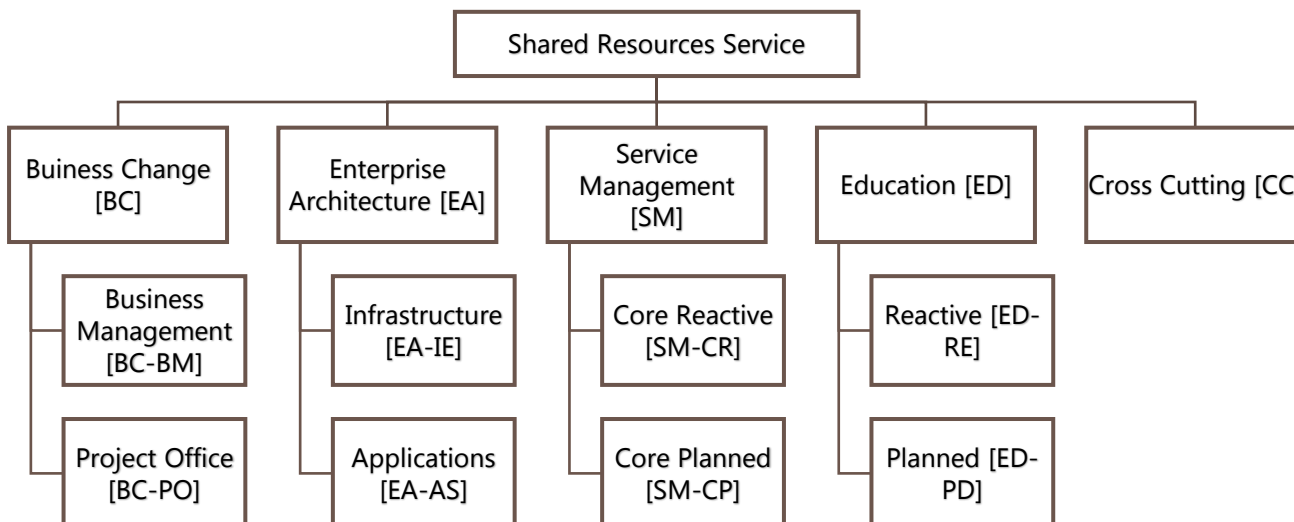 Shared Resources Service
Buiness Change
[BC]
Enterprise
Architecture [EA]
Service
Management
[SM]
Education [ED]
Cross Cutting [CC
Business
Management
[BC-BM]
Infrastructure
[EA-IE]
Core Reactive
[SM-CR]
Reactive [ED-
RE]
Project Office
[BC-PO]
Applications
[EA-AS]
Core Planned
[SM-CP]
Planned [ED-
PD]